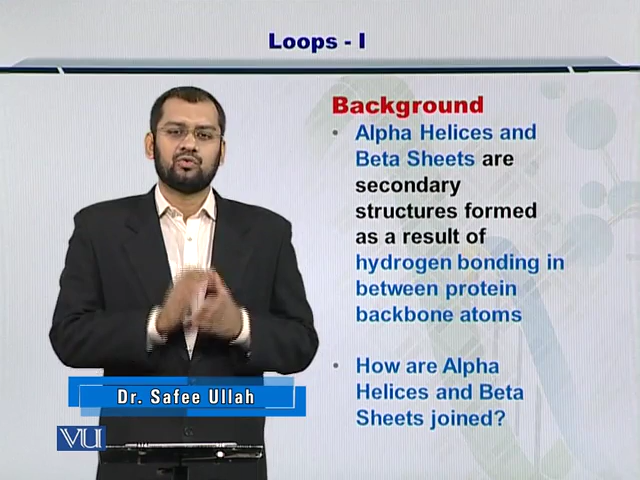 Loops - I
Background
• Alpha Helices and
Beta Sheets are
secondary
structures formed
as a result of
hydrogen bonding in
between protein
backbone atoms
• How are Alpha
Helices and Beta
Sheets joined?
Dr. Safee Ullah
VU